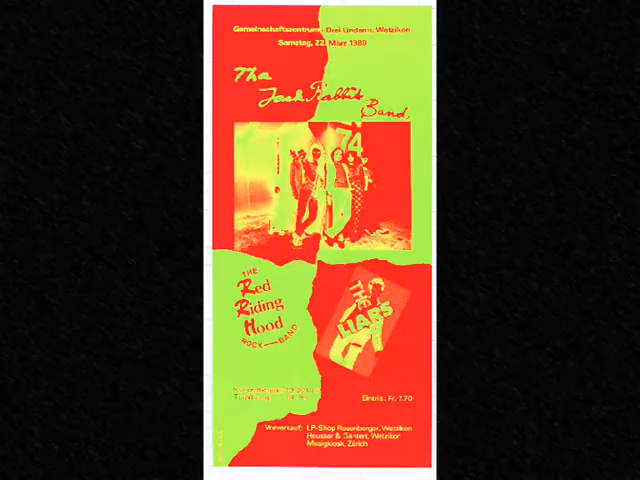 Gemeinschaftszentrum Drei Linden, Wetzikon
Samstag, 22. März 1980
The
Jack Rabbit
Band
74
THE
Red
Riding
Hood
ROCK BAND
THE
LIARS
Eintritt: Fr. 7.70
Vorverkauf: LP-Shop Rosenberger, Wetzikon
Heusser & Wetzikon
Musigkiosk, Zürich